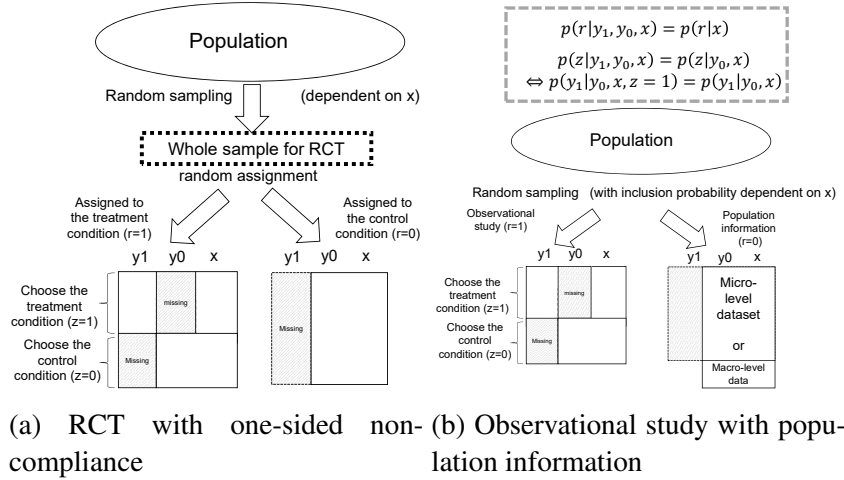 Population
Random sampling (dependent on x)
Whole sample for RCT
random assignment
Assigned to
the treatment
condition (r=1)
Assigned to
the control
condition (r=0)
y1 y0 x
y1 y0 x
Choose the
treatment
condition (z=1)
Choose the
control
condition (z=0)
missing
Missing
Missing
(a) RCT with one-sided non-
compliance
p(r|y₁, y₀, x) = p(r|x)
p(z|y₁, y₀, x) = p(z|y₀, x)
⇔ p(y₁|y₀, x, z = 1) = p(y₁|y₀, x)
Population
Random sampling (with inclusion probability dependent on x)
Observational
study (r=1)
Population
information
(r=0)
y1 y0 x
y1 y0 x
Choose the
treatment
condition (z=1)
Choose the
control
condition (z=0)
missing
Missing
Micro-
level
dataset
or
Macro-level
data
(b) Observational study with popu-
lation information